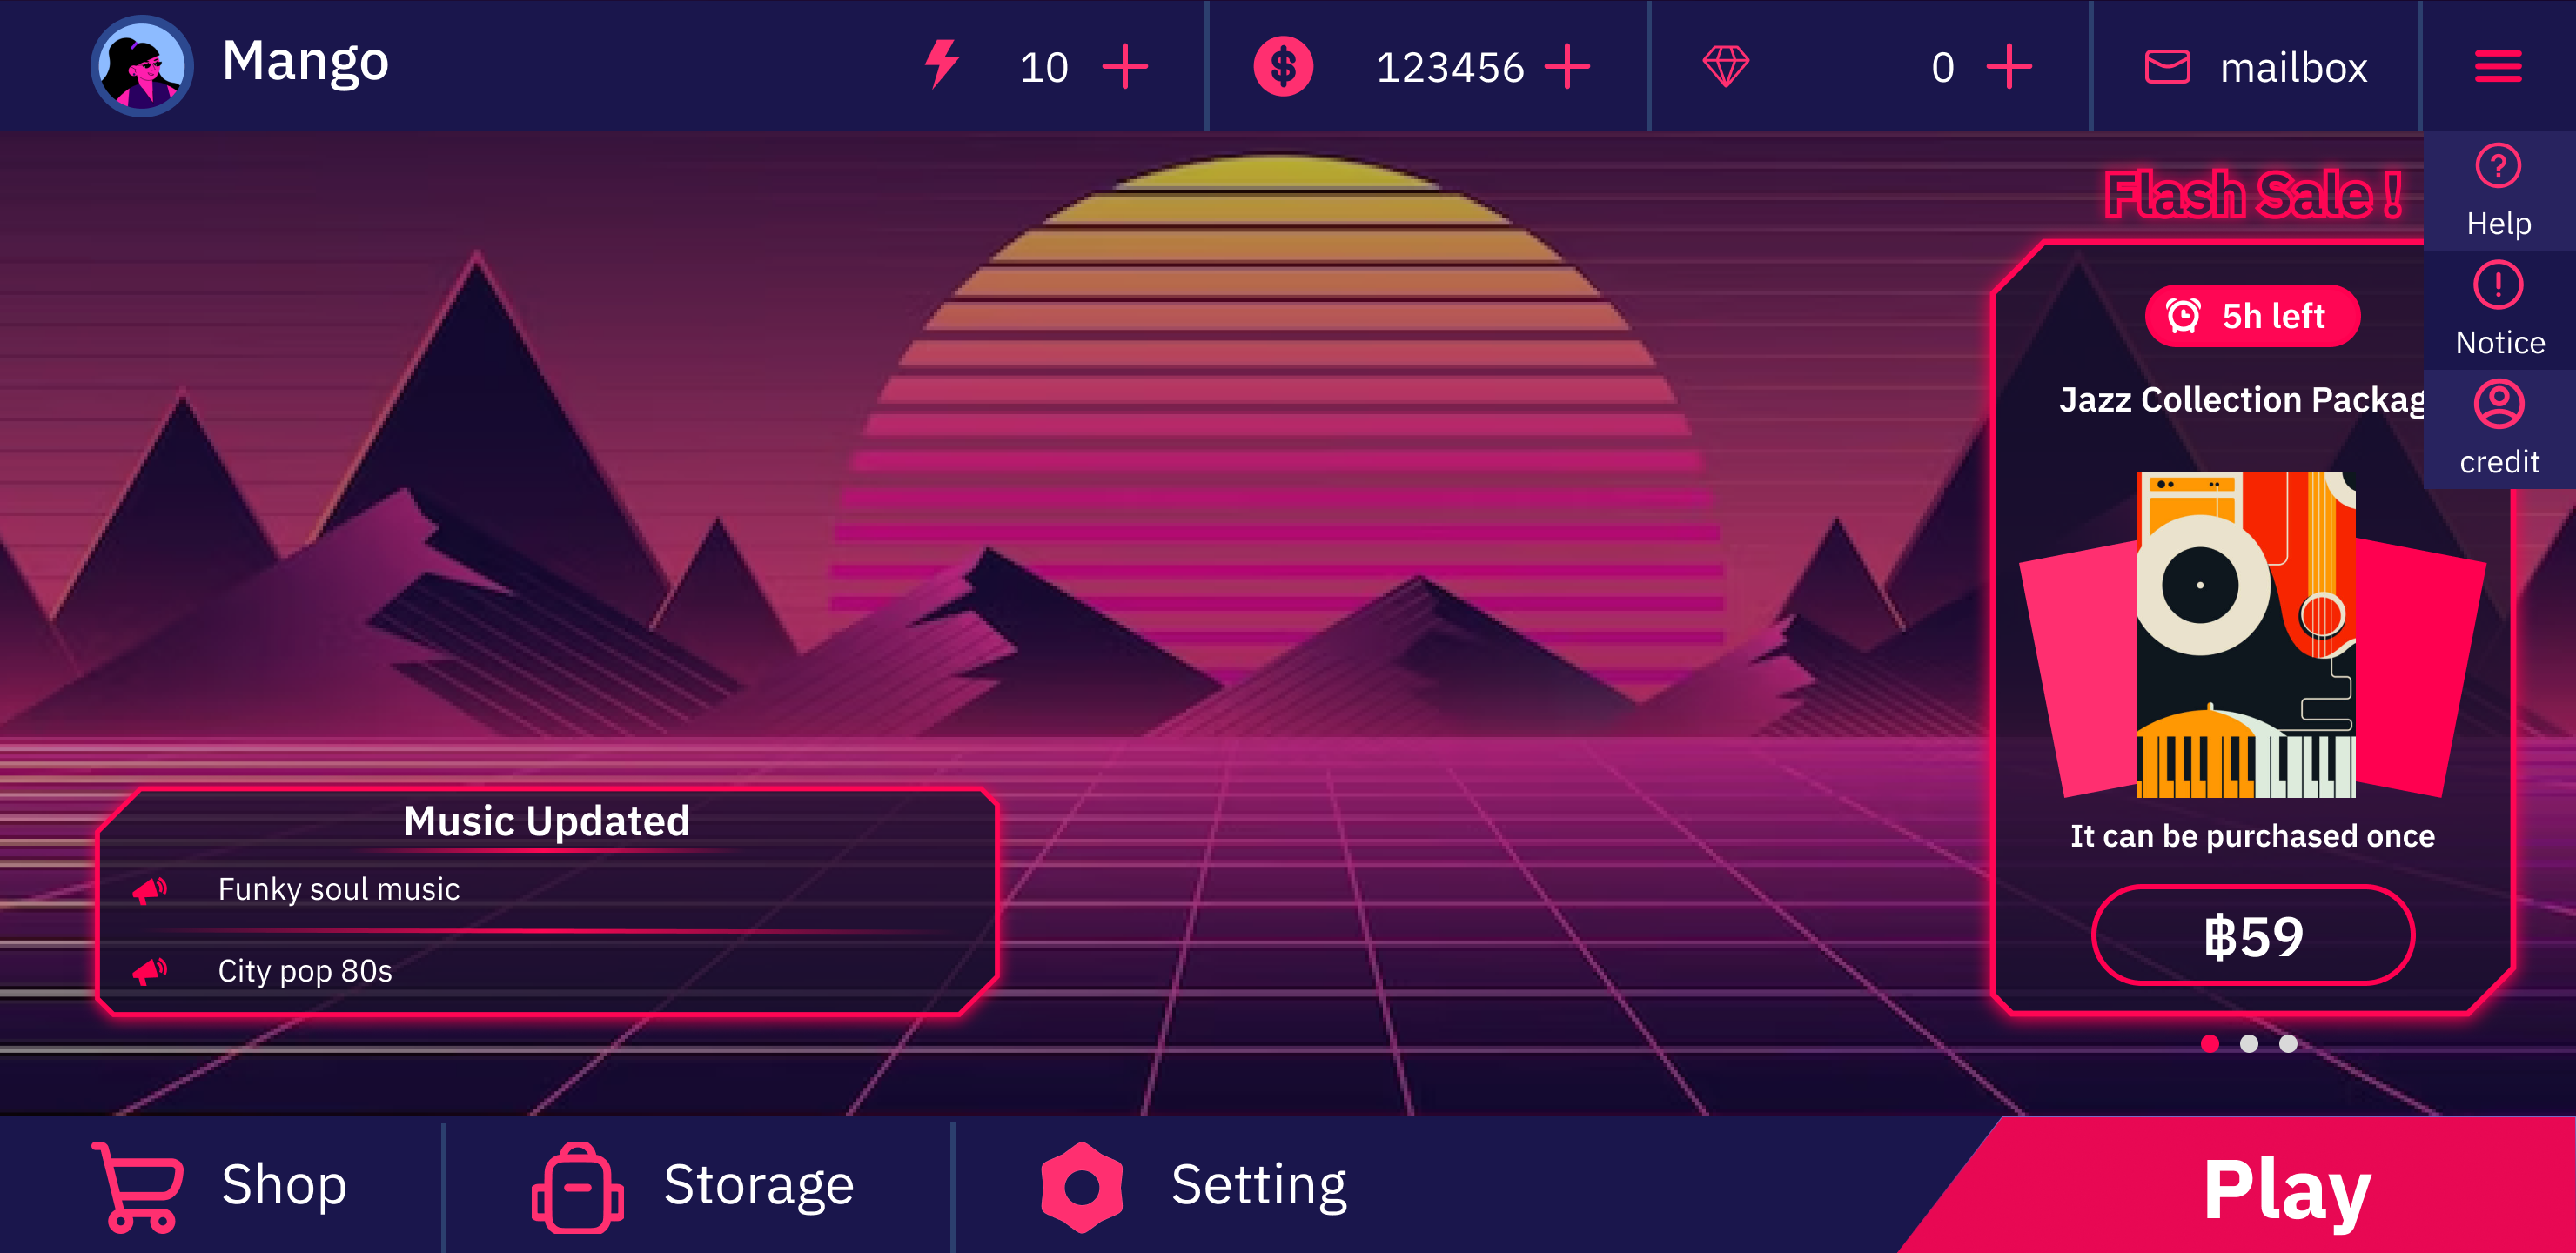 Mango
10
123456
0
mailbox
Flash Sale !
Help
5h left
Notice
Jazz Collection Packag
credit
Music Updated
Funky soul music
City pop 80s
It can be purchased once
฿59
Shop
Storage
Setting
Play